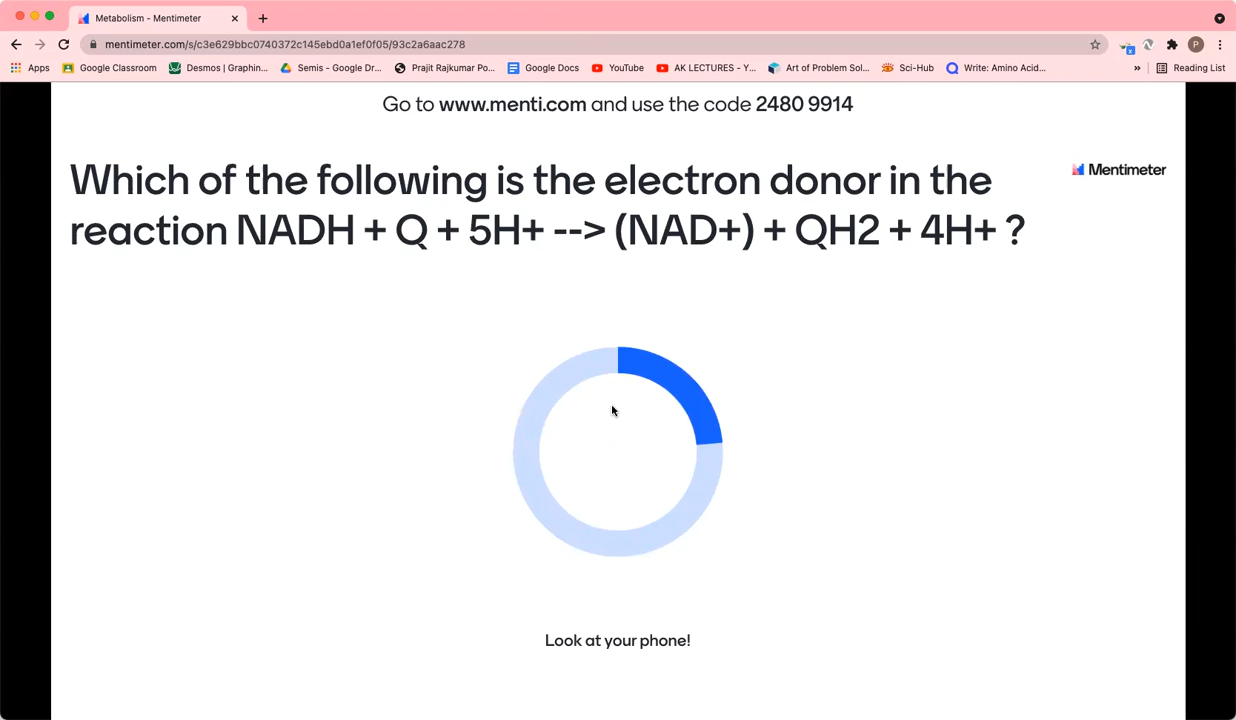 Metabolism - Mentimeter
mentimeter.com/s/c3e629bbc0740372c145ebd0a1ef0f05/93c2a6aac278
P
Apps Google Classroom Desmos | Graphin... Semis - Google Dr... Prajit Rajkumar Po... Google Docs YouTube AK LECTURES - Y... Art of Problem Sol... Sci-Hub Write: Amino Acid... » Reading List
Go to www.menti.com and use the code 2480 9914
Which of the following is the electron donor in the
reaction NADH + Q + 5H+ --> (NAD+) + QH2 + 4H+ ?
Mentimeter
Look at your phone!